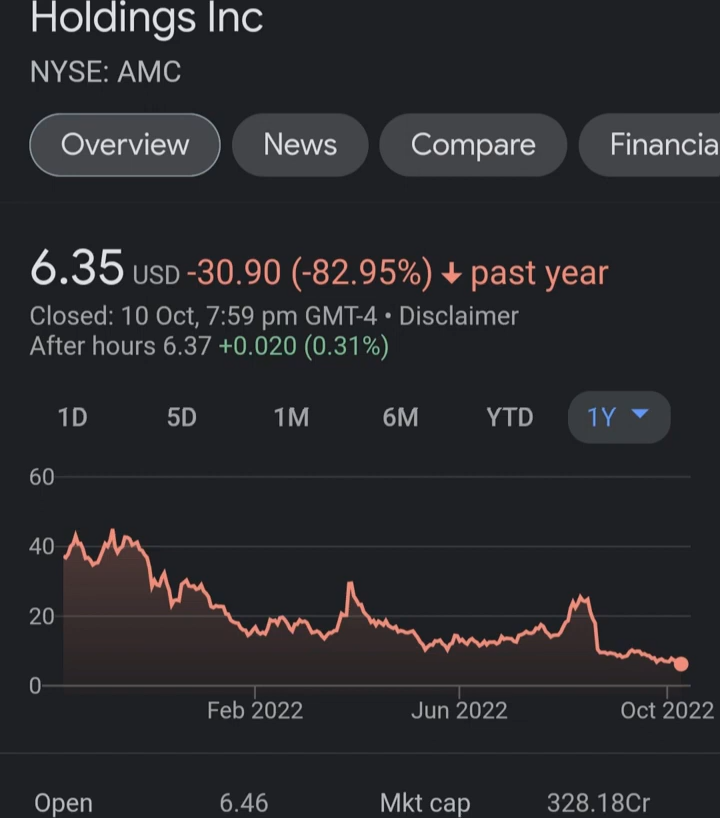 Holdings Inc
NYSE: AMC
Overview News Compare Financia
6.35 USD -30.90 (-82.95%) ↓ past year
Closed: 10 Oct, 7:59 pm GMT-4 • Disclaimer
After hours 6.37 +0.020 (0.31%)
1D 5D 1M 6M YTD 1Y
60
40
20
0
Feb 2022 Jun 2022 Oct 2022
Open 6.46 Mkt cap 328.18Cr